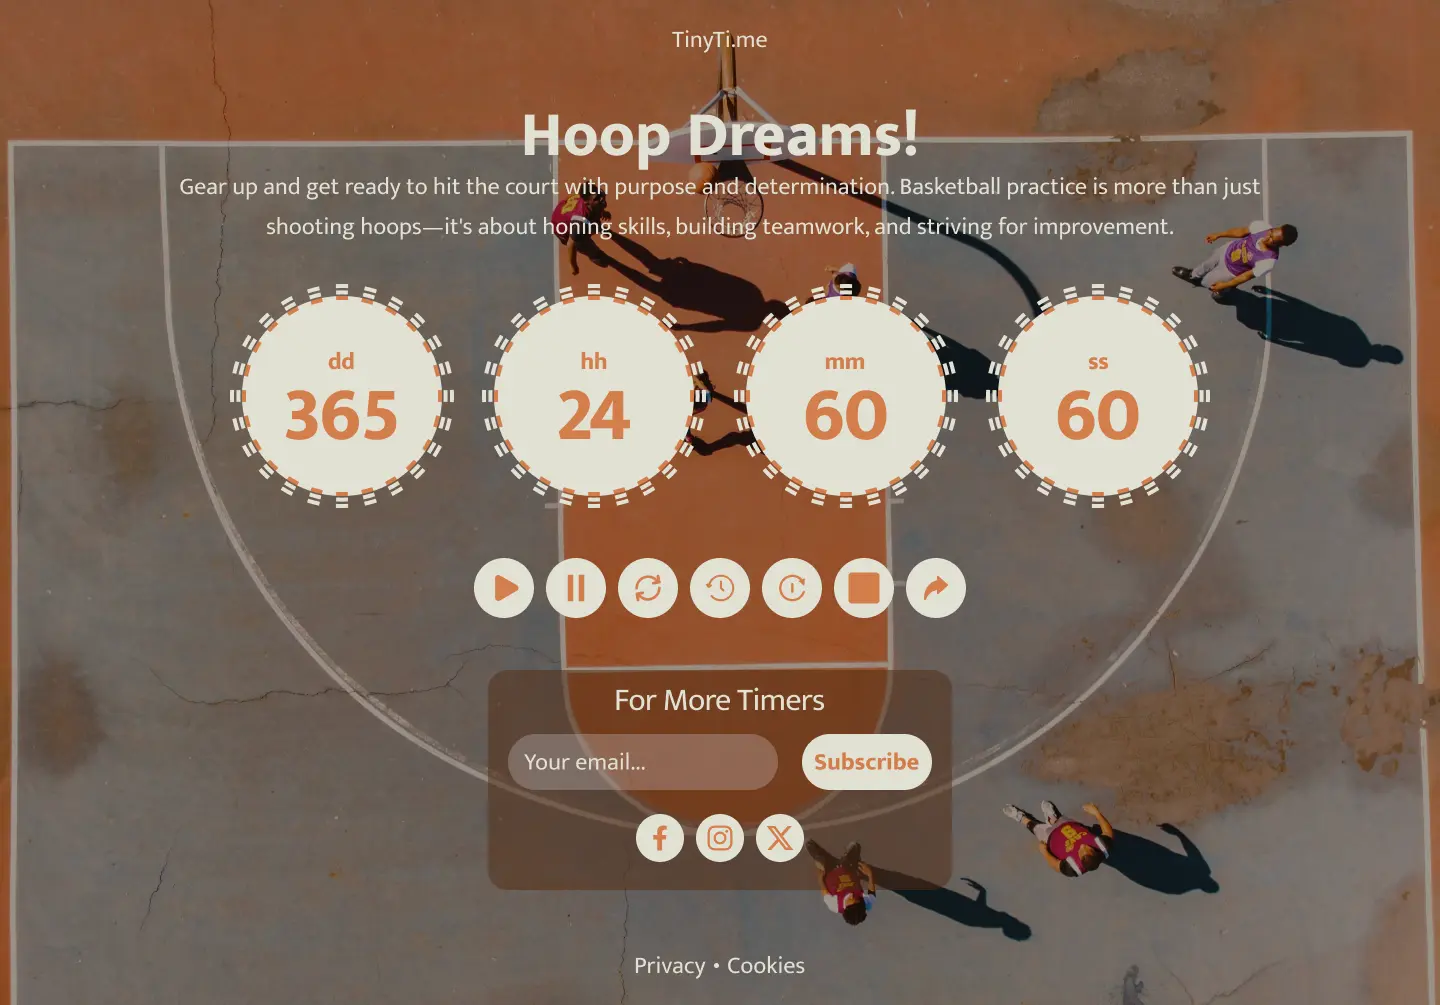 TinyTi.me
Hoop Dreams!
Gear up and get ready to hit the court with purpose and determination. Basketball practice is more than just
shooting hoops—it's about honing skills, building teamwork, and striving for improvement.
dd hh mm ss
365 24 60 60
For More Timers
Your email... Subscribe
Privacy • Cookies